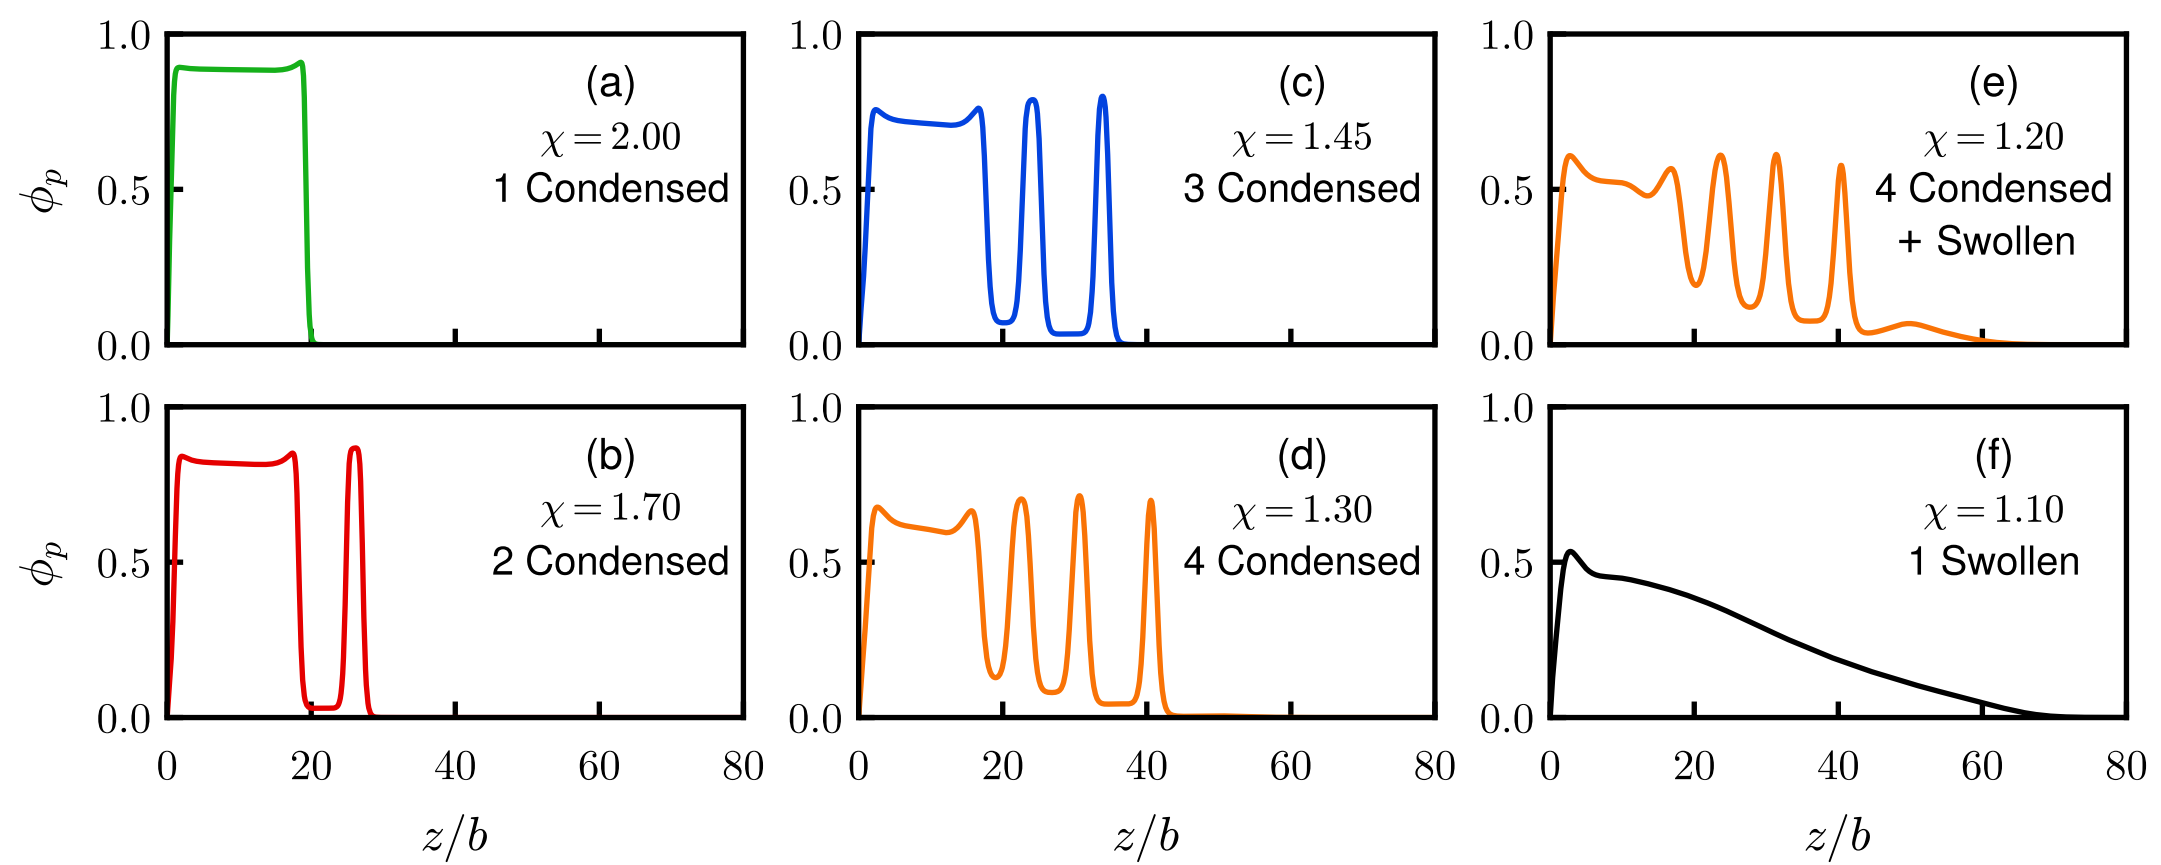 1.0
0.5
0.0
ϕ_p
(a)
χ = 2.00
1 Condensed
1.0
0.5
0.0
(c)
χ = 1.45
3 Condensed
1.0
0.5
0.0
(e)
χ = 1.20
4 Condensed
+ Swollen
1.0
0.5
0.0
ϕ_p
(b)
χ = 1.70
2 Condensed
0 20 40 60 80
z/b
1.0
0.5
0.0
(d)
χ = 1.30
4 Condensed
0 20 40 60 80
z/b
1.0
0.5
0.0
(f)
χ = 1.10
1 Swollen
0 20 40 60 80
z/b